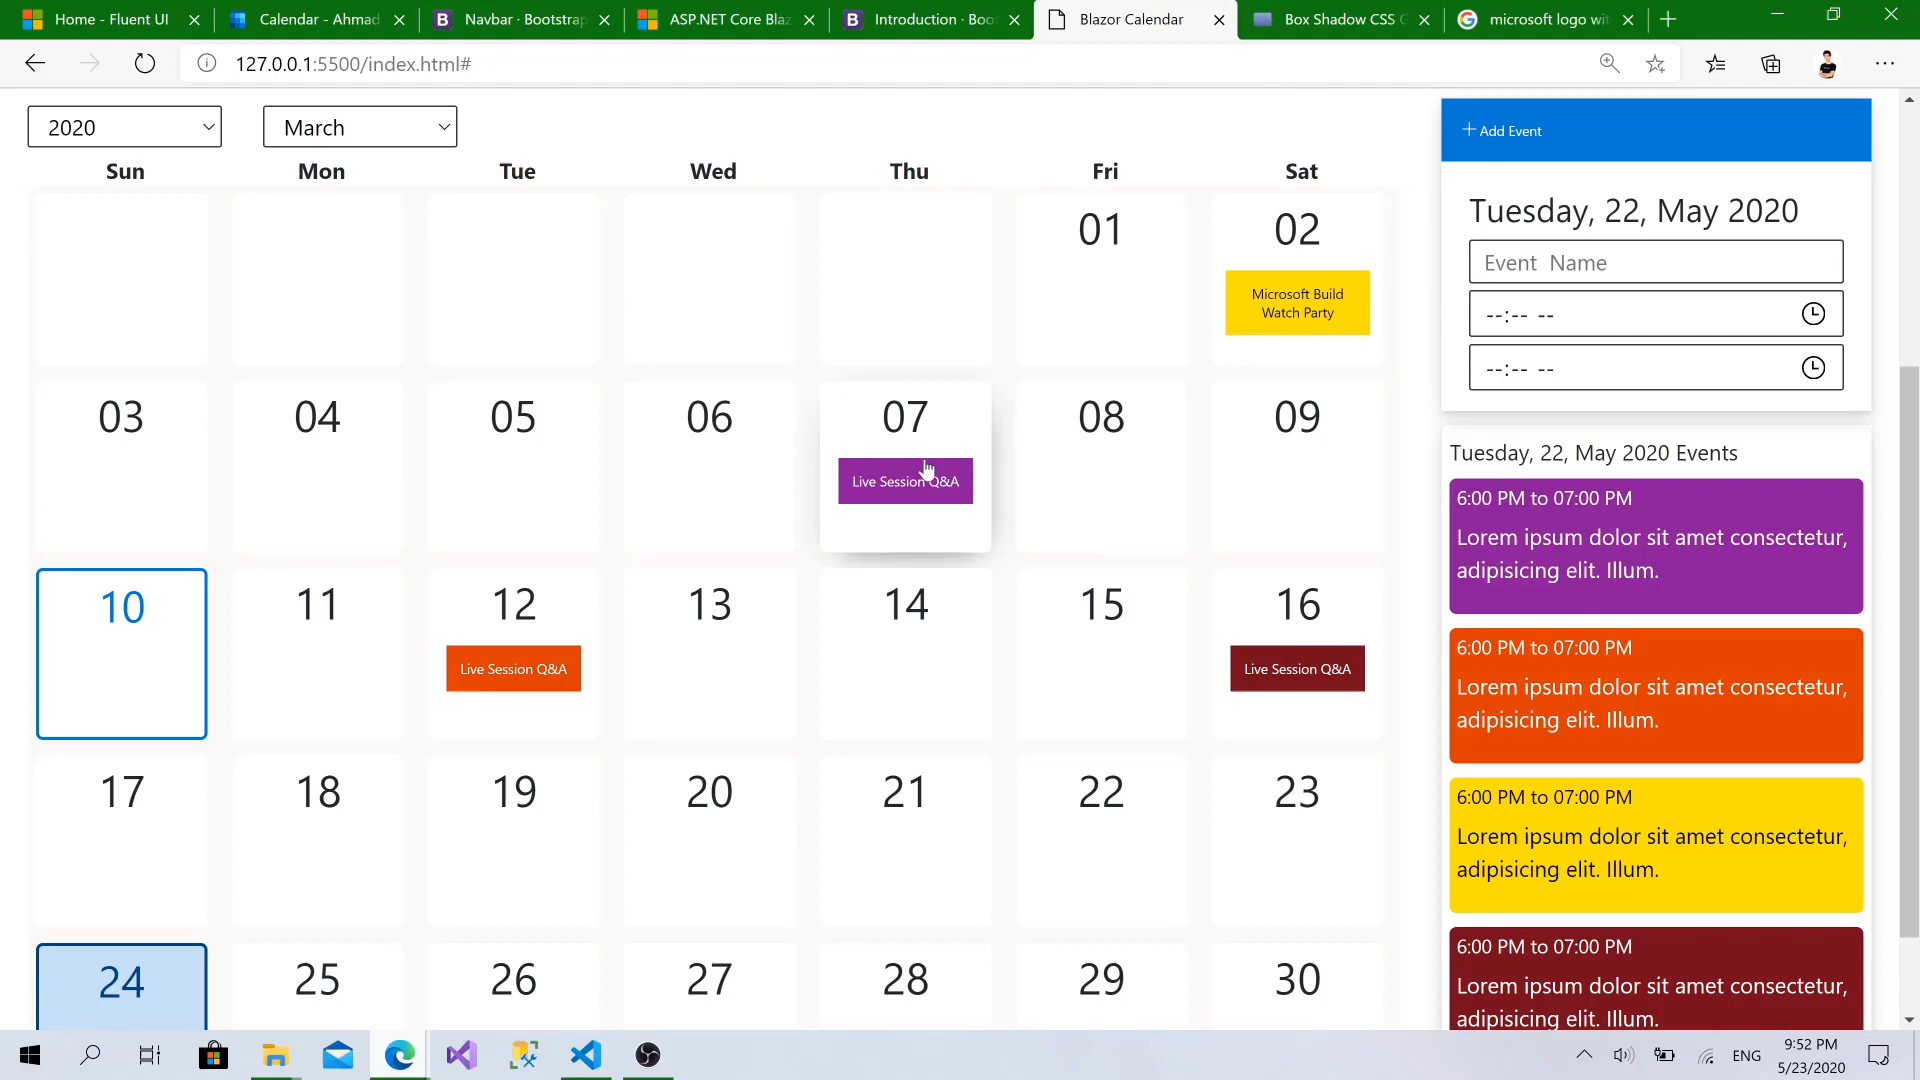 Home - Fluent UI
Calendar - Ahmad
Navbar · Bootstrap
ASP.NET Core Blaz
Introduction · Boot
Blazor Calendar
Box Shadow CSS G
microsoft logo wit
127.0.0.1:5500/index.html#
2020
March
Sun Mon Tue Wed Thu Fri Sat
01 02
Microsoft Build
Watch Party
03 04 05 06 07 08 09
Live Session Q&A
10 11 12 13 14 15 16
Live Session Q&A
Live Session Q&A
17 18 19 20 21 22 23
24 25 26 27 28 29 30
+ Add Event
Tuesday, 22, May 2020
Event Name
--:-- --
--:-- --
Tuesday, 22, May 2020 Events
6:00 PM to 07:00 PM
Lorem ipsum dolor sit amet consectetur,
adipisicing elit. Illum.
6:00 PM to 07:00 PM
Lorem ipsum dolor sit amet consectetur,
adipisicing elit. Illum.
6:00 PM to 07:00 PM
Lorem ipsum dolor sit amet consectetur,
adipisicing elit. Illum.
6:00 PM to 07:00 PM
Lorem ipsum dolor sit amet consectetur,
adipisicing elit. Illum.
ENG
9:52 PM
5/23/2020